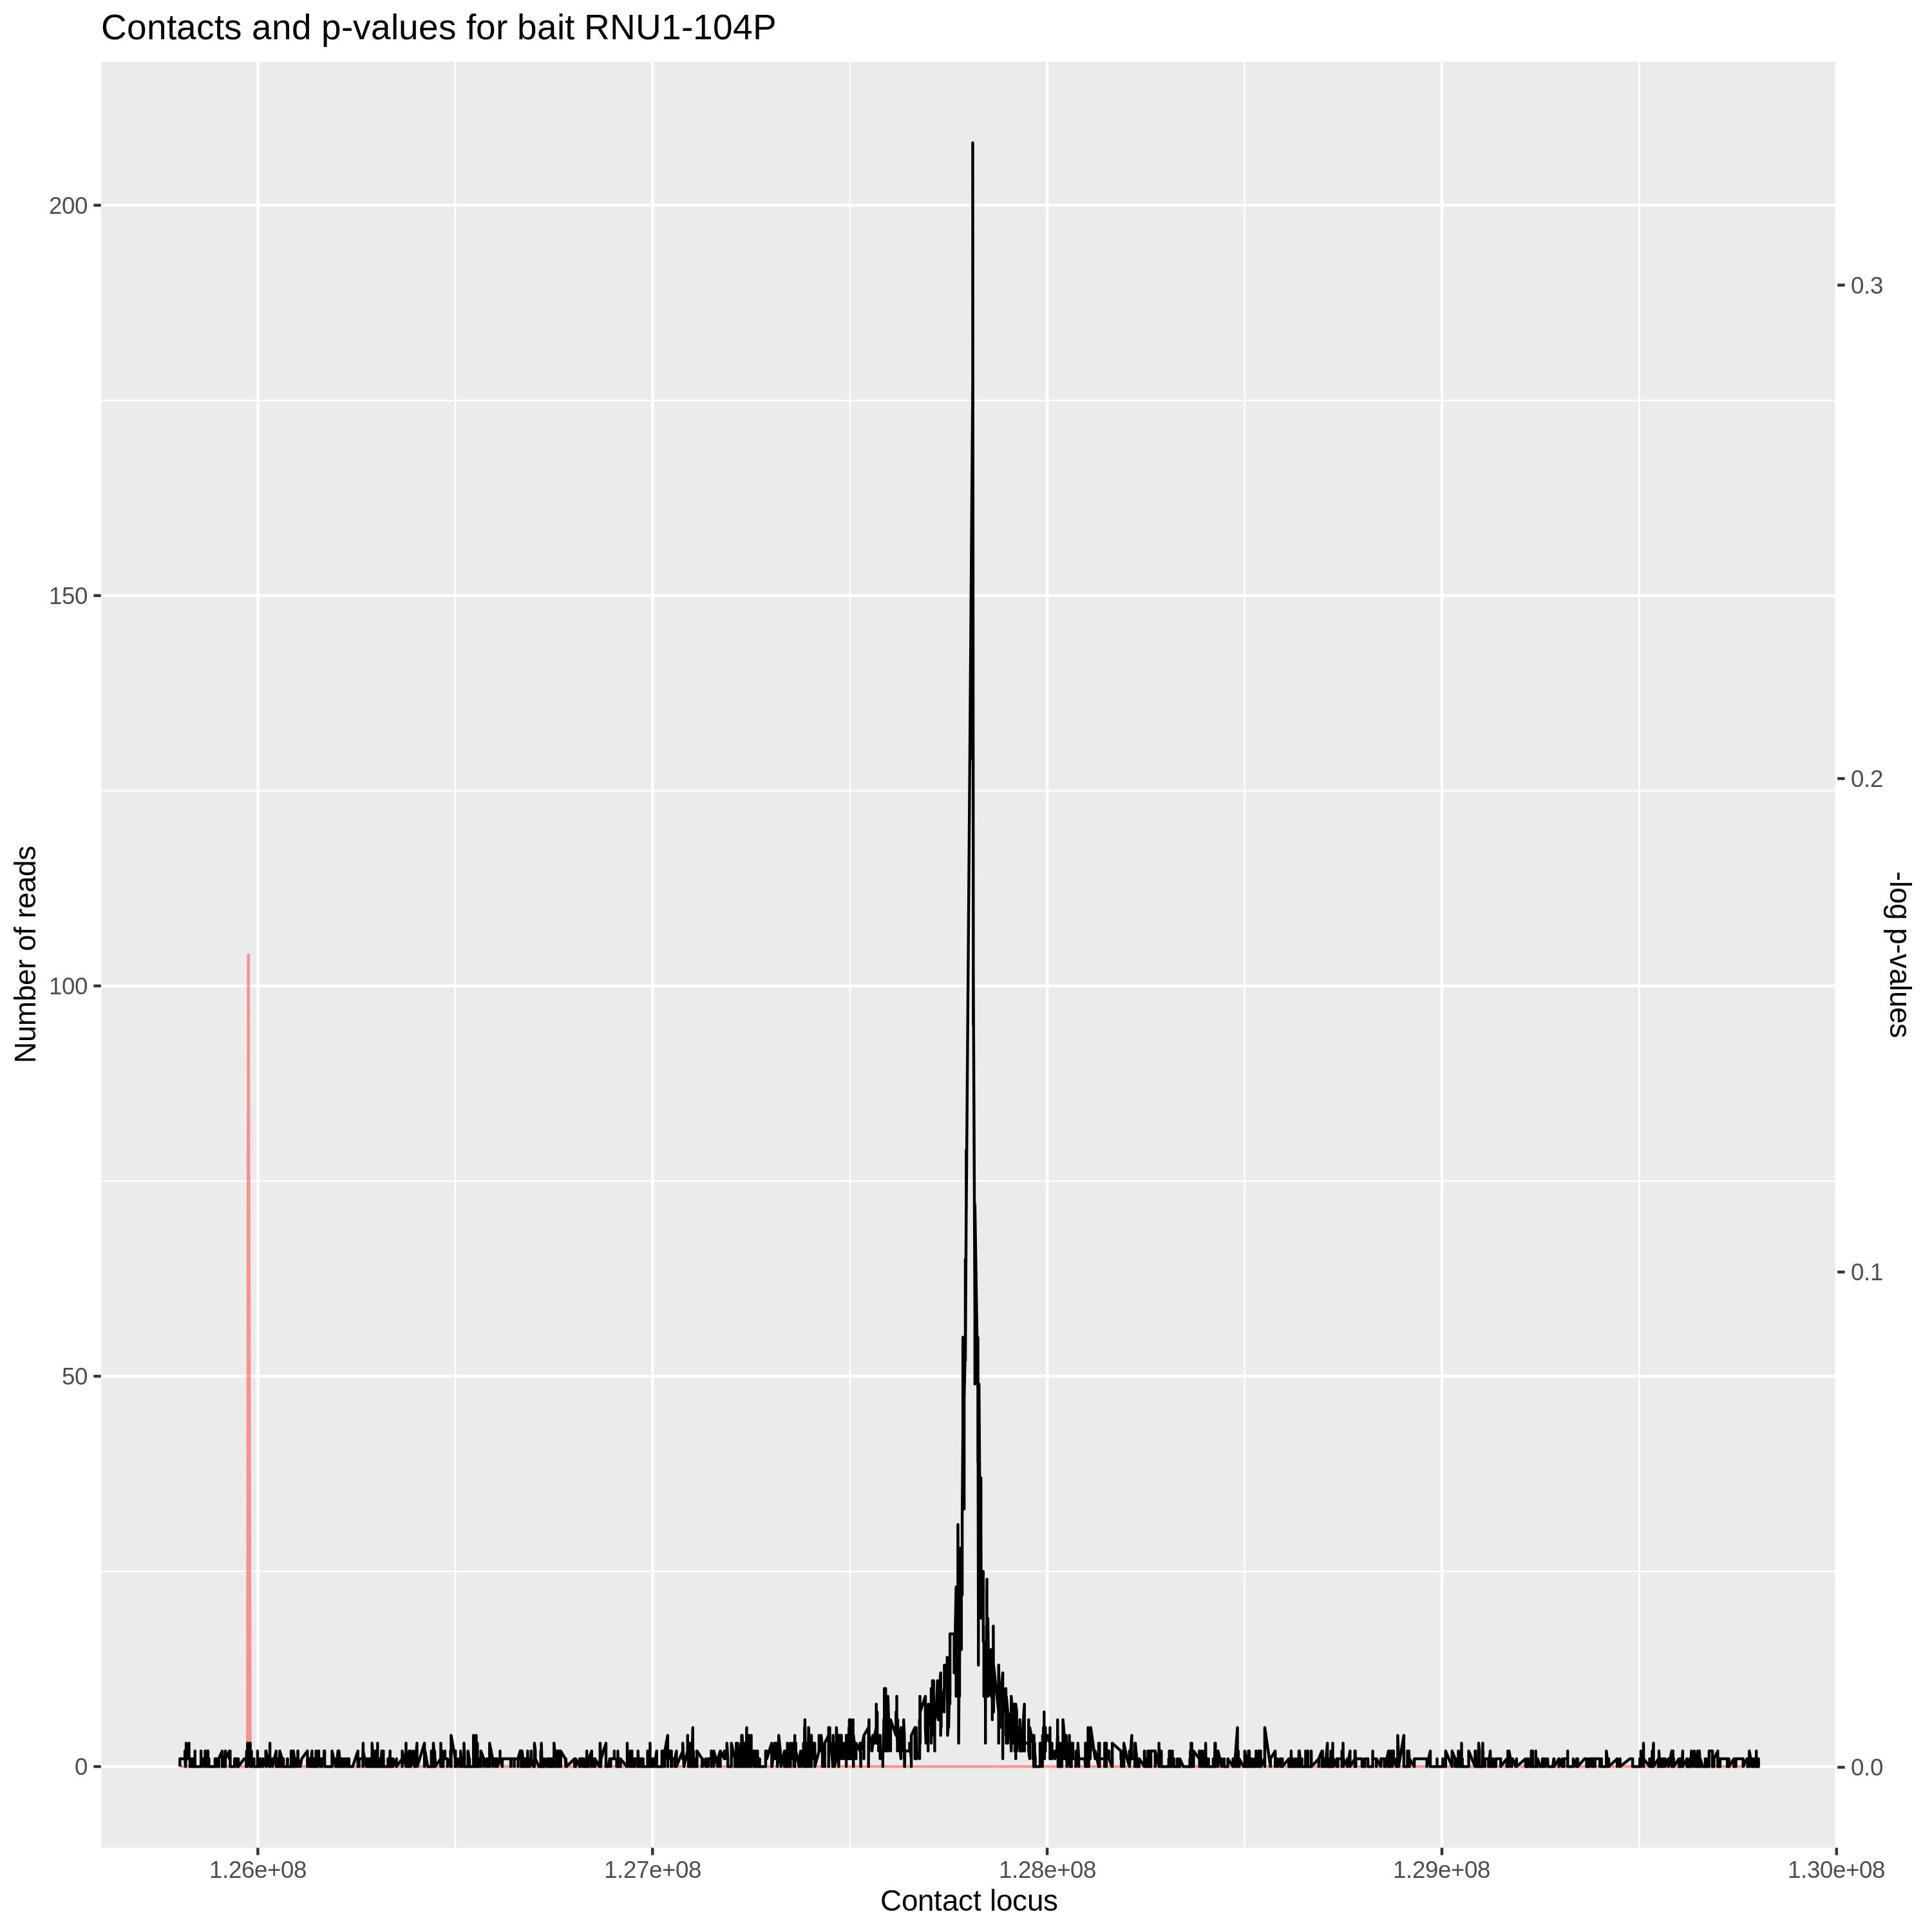 Contacts and p-values for bait RNU1-104P
200
150
100
50
0
Number of reads
0.3
0.2
0.1
0.0
-log p-values
1.26e+08 1.27e+08 1.28e+08 1.29e+08 1.30e+08
Contact locus